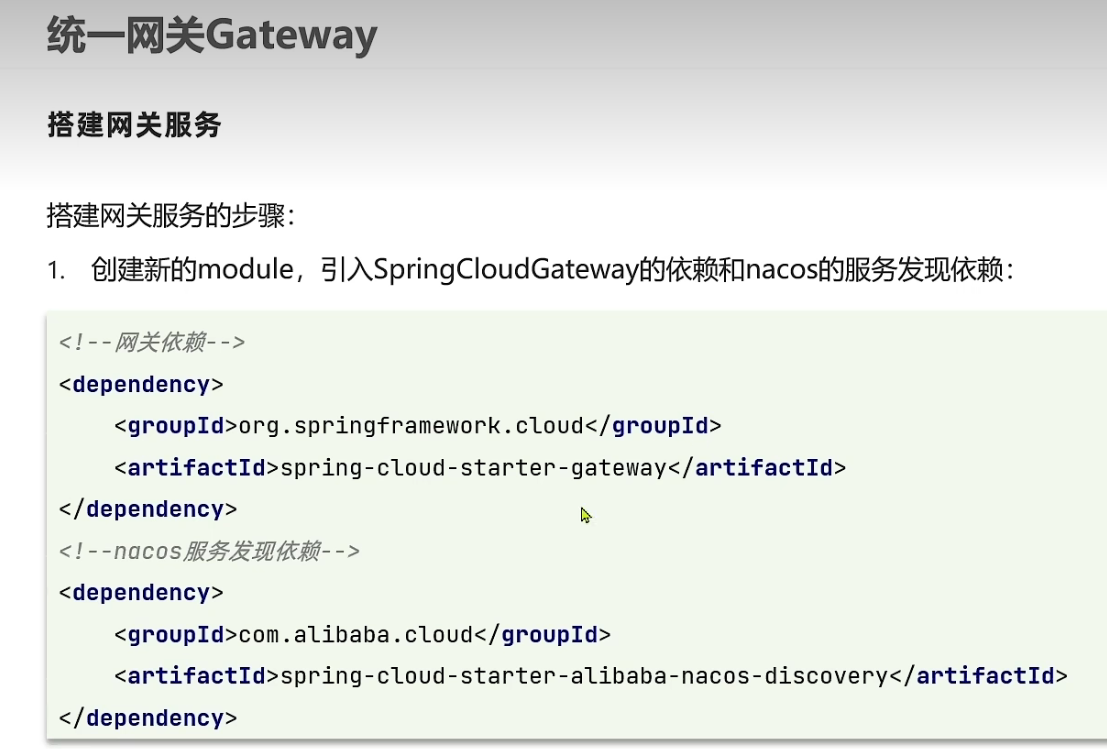 统一网关Gateway
搭建网关服务
搭建网关服务的步骤：
1. 创建新的module，引入SpringCloudGateway的依赖和nacos的服务发现依赖：
<!--网关依赖-->
<dependency>
    <groupId>org.springframework.cloud</groupId>
    <artifactId>spring-cloud-starter-gateway</artifactId>
</dependency>
<!--nacos服务发现依赖-->
<dependency>
    <groupId>com.alibaba.cloud</groupId>
    <artifactId>spring-cloud-starter-alibaba-nacos-discovery</artifactId>
</dependency>